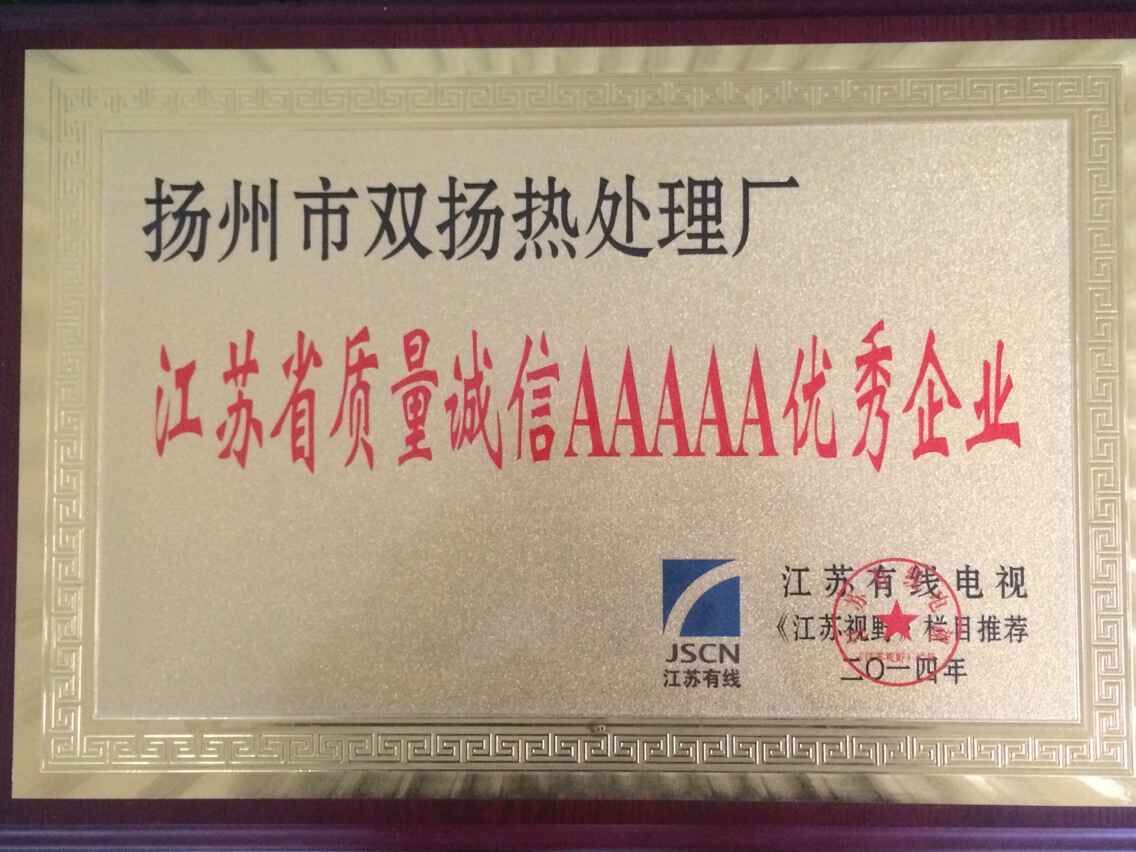 扬州市双扬热处理厂
江苏省质量诚信AAAAA优秀企业
JSCN
江苏有线
江苏有线电视
《江苏视野》栏目推荐
二〇一四年